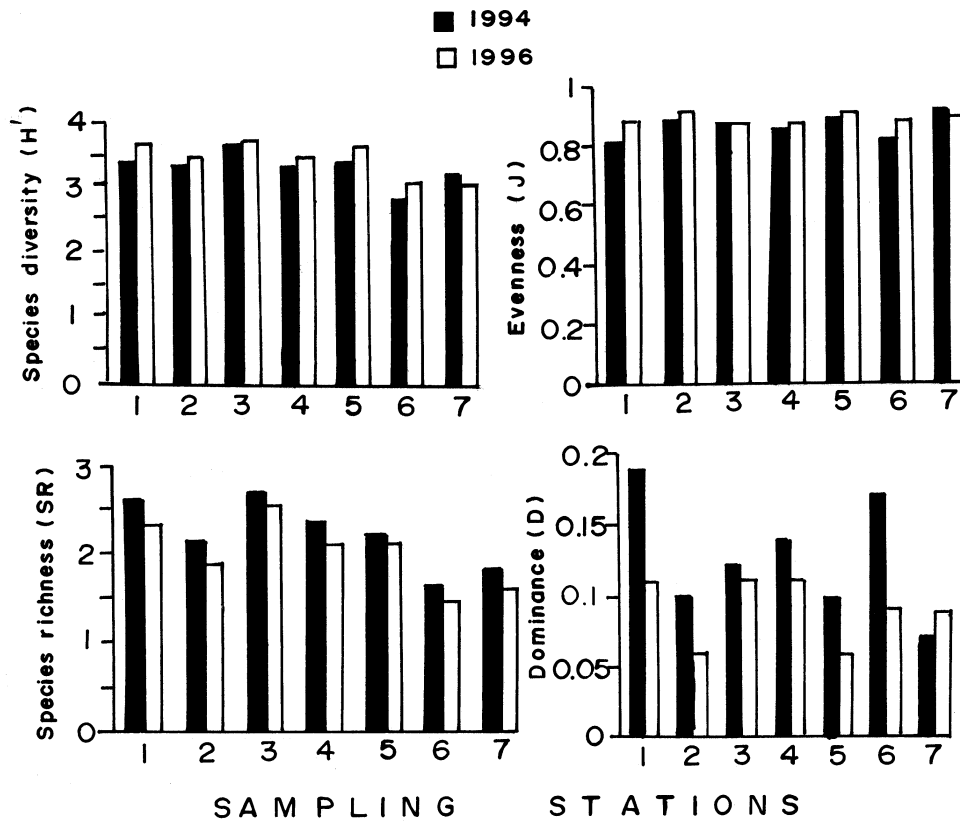 1994
1996
Species diversity (H')
4
3
2
1
0
1 2 3 4 5 6 7
Evenness (J)
1
0.8
0.6
0.4
0.2
0
1 2 3 4 5 6 7
Species richness (SR)
3
2
1
0
1 2 3 4 5 6 7
Dominance (D)
0.2
0.15
0.1
0.05
0
1 2 3 4 5 6 7
SAMPLING STATIONS